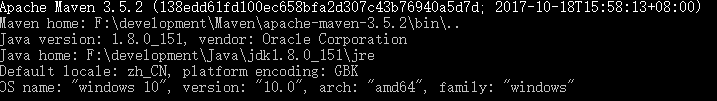 Apache Maven 3.5.2 (138edd61fd100ec658bfa2d307c43b76940a5d7d; 2017-10-18T15:58:13+08:00)
Maven home: F:\development\Maven\apache-maven-3.5.2\bin\..
Java version: 1.8.0_151, vendor: Oracle Corporation
Java home: F:\development\Java\jdk1.8.0_151\jre
Default locale: zh_CN, platform encoding: GBK
OS name: "windows 10", version: "10.0", arch: "amd64", family: "windows"